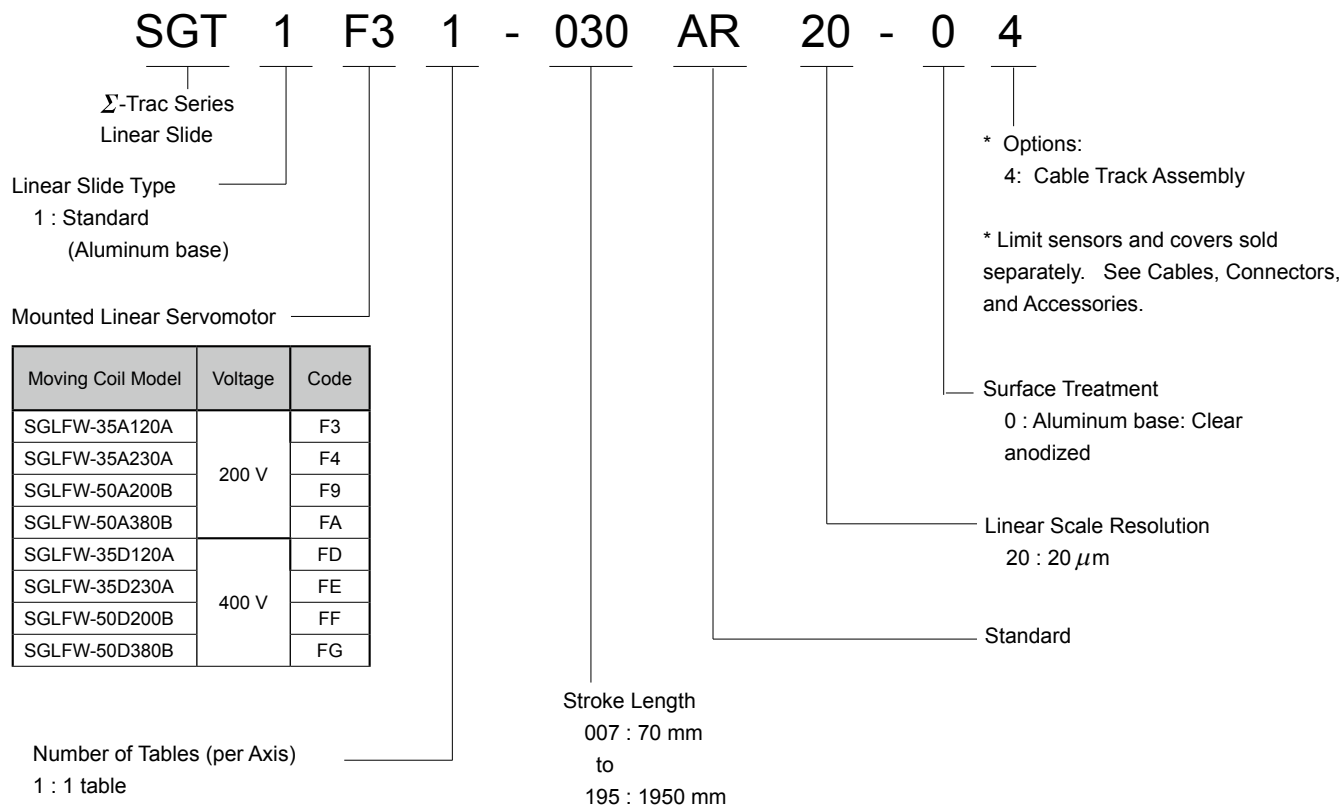 SGT 1 F3 1 - 030 AR 20 - 0 4
Σ-Trac Series
Linear Slide
Linear Slide Type
1 : Standard
(Aluminum base)
Mounted Linear Servomotor
Moving Coil Model Voltage Code
SGLFW-35A120A F3
SGLFW-35A230A F4
200 V
SGLFW-50A200B F9
SGLFW-50A380B FA
SGLFW-35D120A FD
SGLFW-35D230A FE
400 V
SGLFW-50D200B FF
SGLFW-50D380B FG
Number of Tables (per Axis)
1 : 1 table
Stroke Length
007 : 70 mm
to
195 : 1950 mm
Standard
Linear Scale Resolution
20 : 20 μm
Surface Treatment
0 : Aluminum base: Clear
anodized
* Options:
4: Cable Track Assembly
* Limit sensors and covers sold
separately. See Cables, Connectors,
and Accessories.